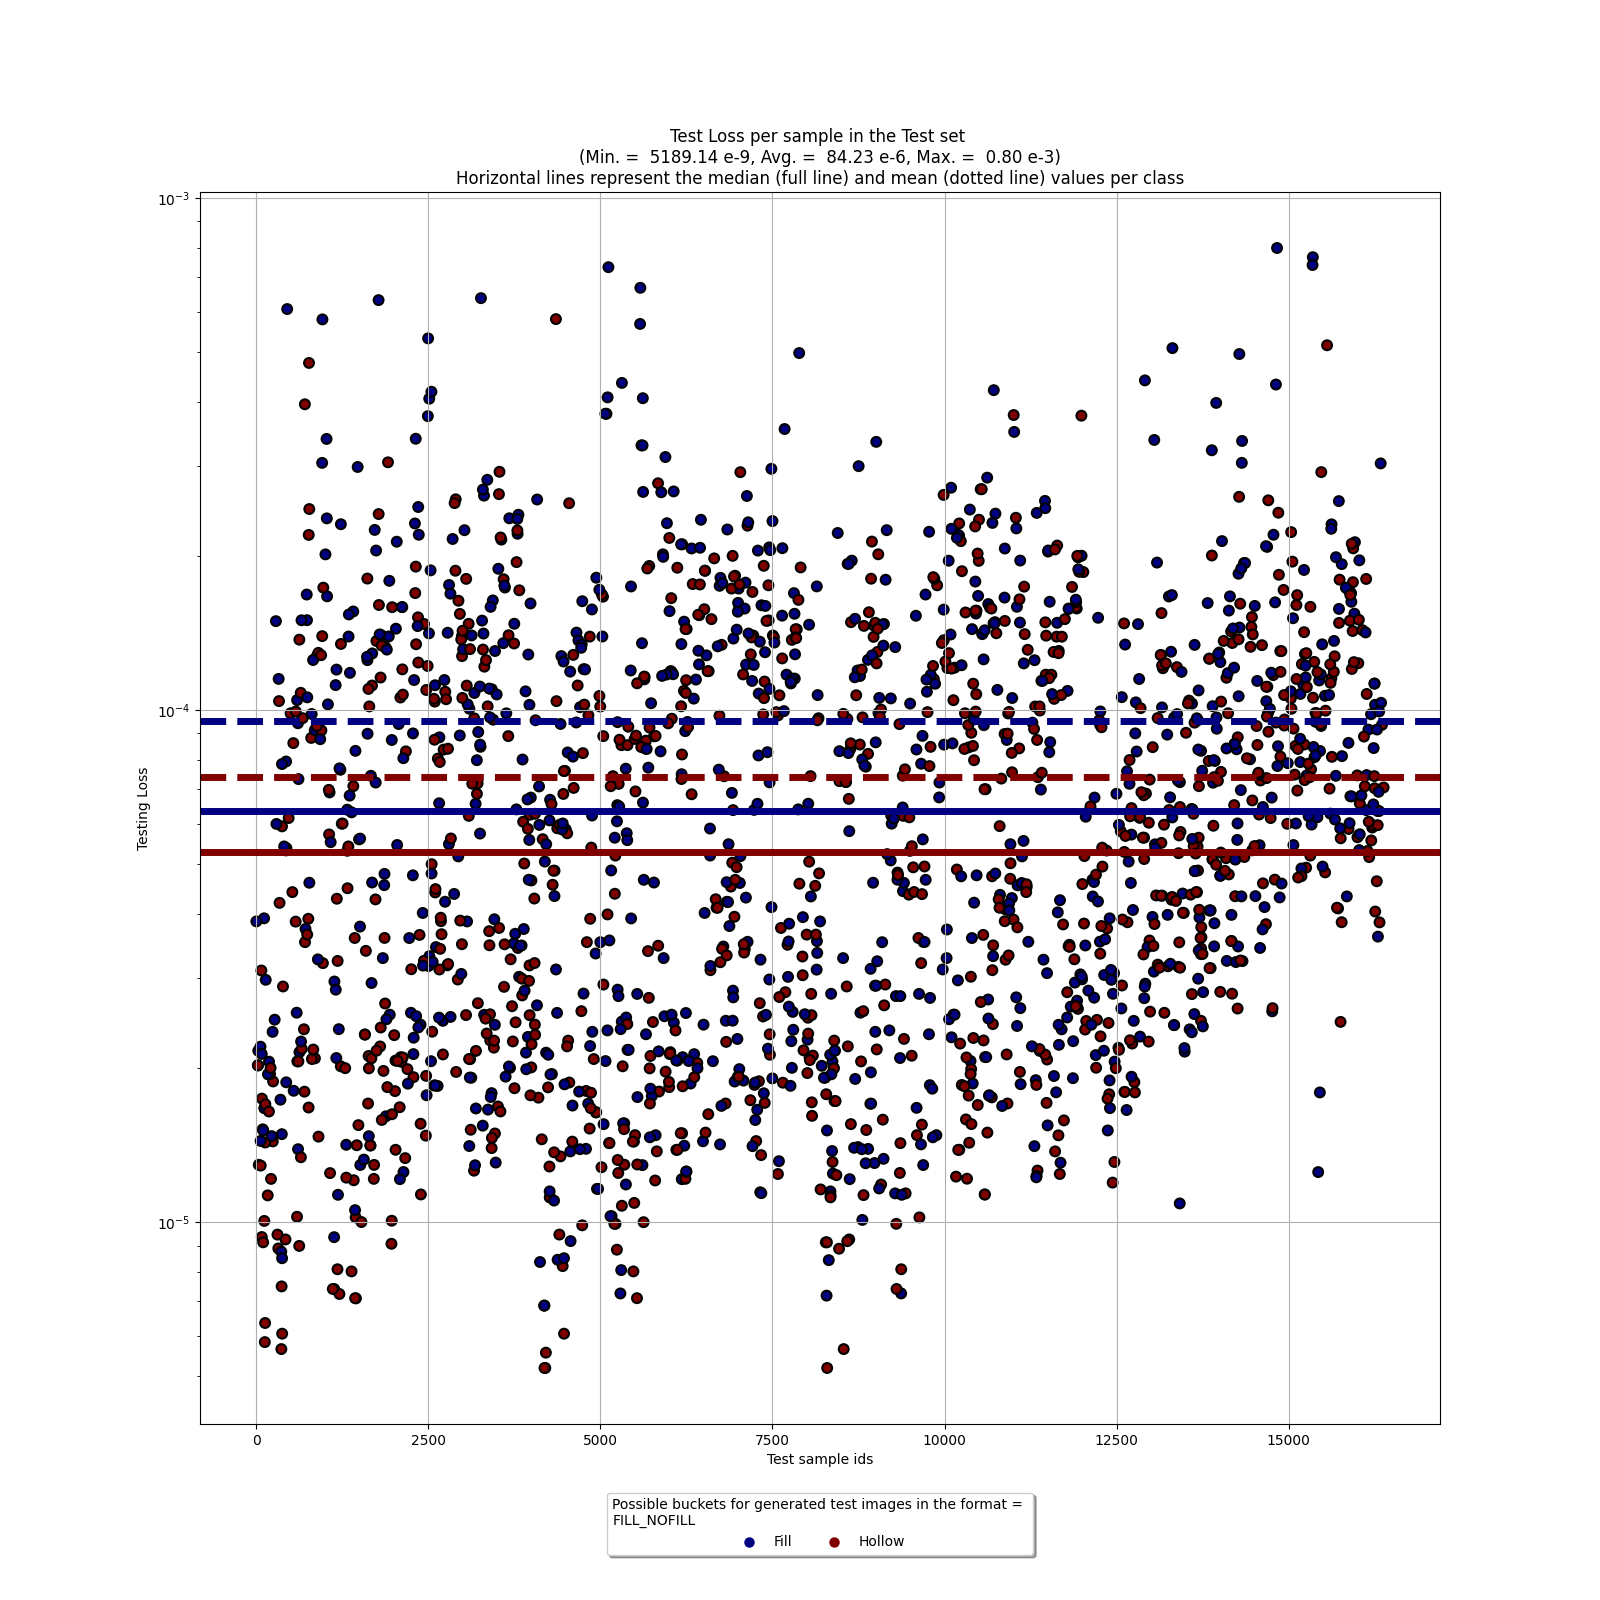 Test Loss per sample in the Test set
(Min. =  5189.14 e-9, Avg. =  84.23 e-6, Max. =  0.80 e-3)
Horizontal lines represent the median (full line) and mean (dotted line) values per class
10⁻³
10⁻⁴
10⁻⁵
Testing Loss
0 2500 5000 7500 10000 12500 15000
Test sample ids
Possible buckets for generated test images in the format =
FILL_NOFILL
Fill Hollow